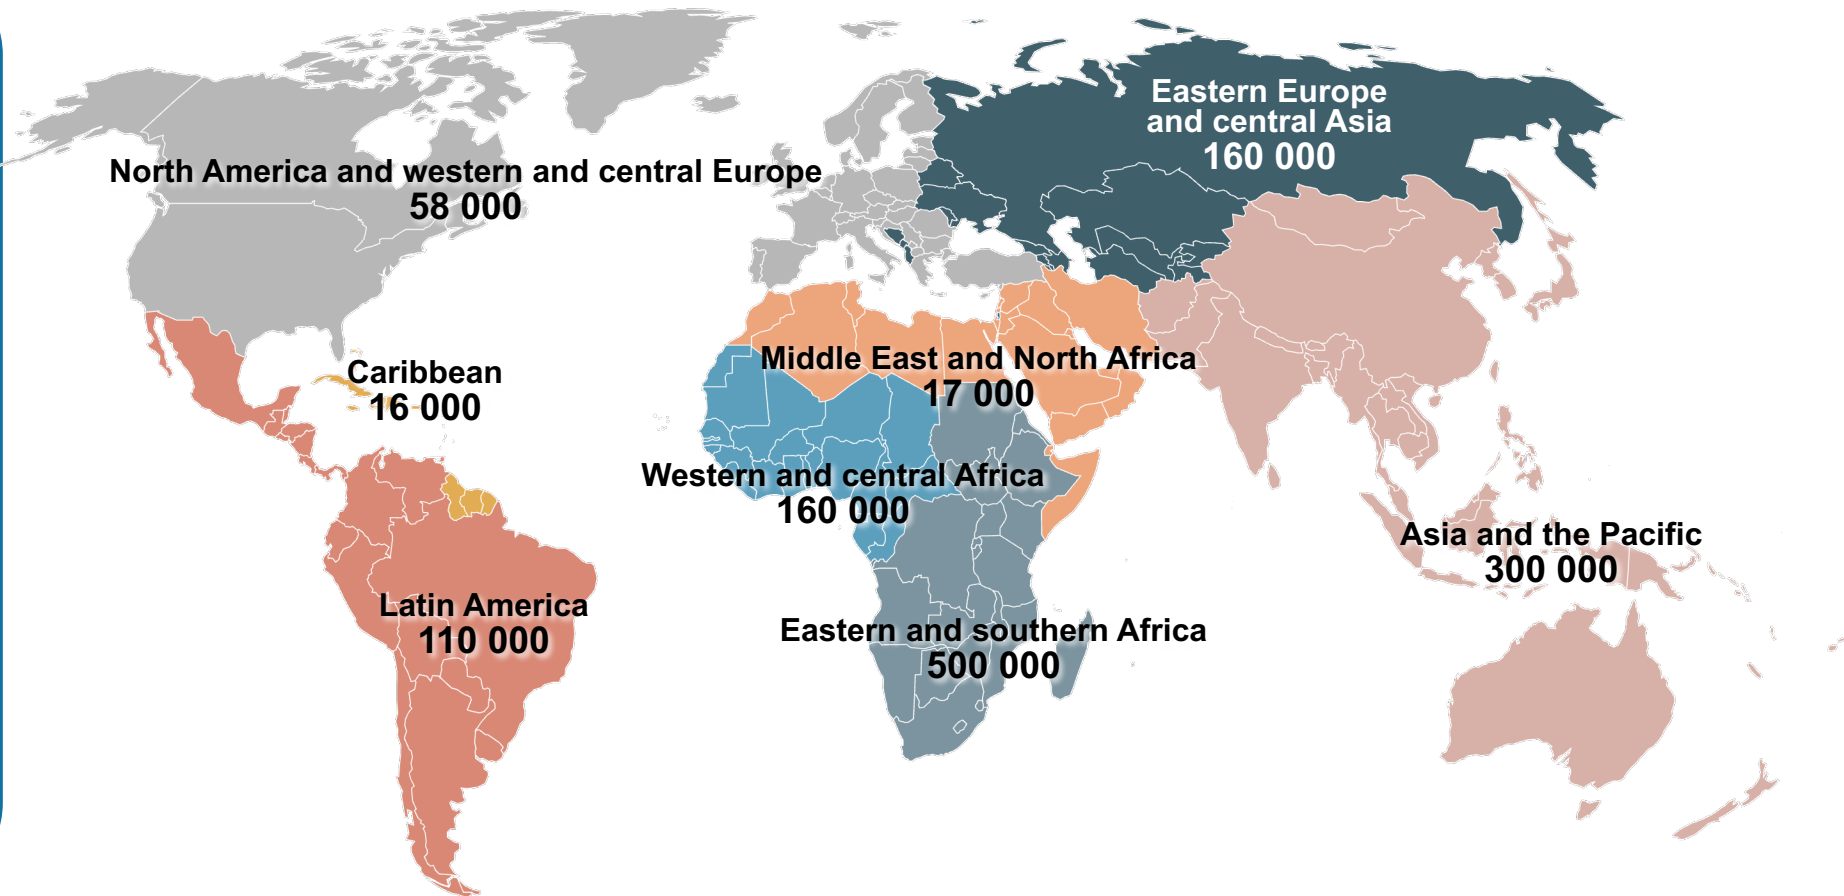 Eastern Europe
and central Asia
160 000
North America and western and central Europe
58 000
Middle East and North Africa
17 000
Caribbean
16 000
Western and central Africa
160 000
Asia and the Pacific
300 000
Latin America
110 000
Eastern and southern Africa
500 000